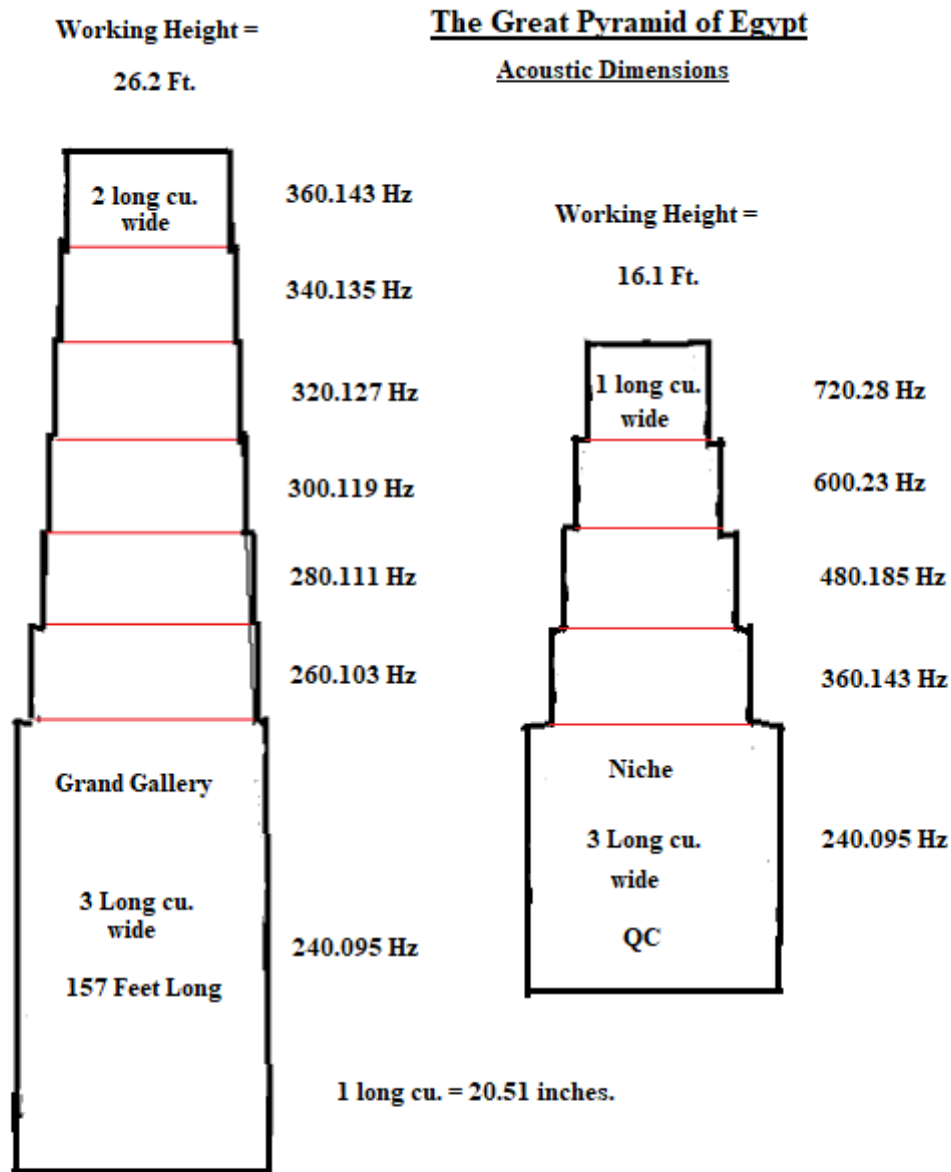 The Great Pyramid of Egypt
Acoustic Dimensions
Working Height =
26.2 Ft.
2 long cu.
wide
360.143 Hz
340.135 Hz
320.127 Hz
300.119 Hz
280.111 Hz
260.103 Hz
Grand Gallery
3 Long cu.
wide
157 Feet Long
240.095 Hz
Working Height =
16.1 Ft.
1 long cu.
wide
720.28 Hz
600.23 Hz
480.185 Hz
360.143 Hz
Niche
3 Long cu.
wide
QC
240.095 Hz
1 long cu. = 20.51 inches.